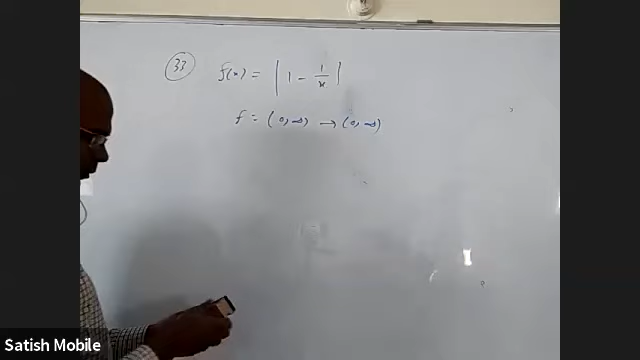 33 f(x) = | 1 - 1/x |
f = (0, ∞) → (0, ∞)
Satish Mobile